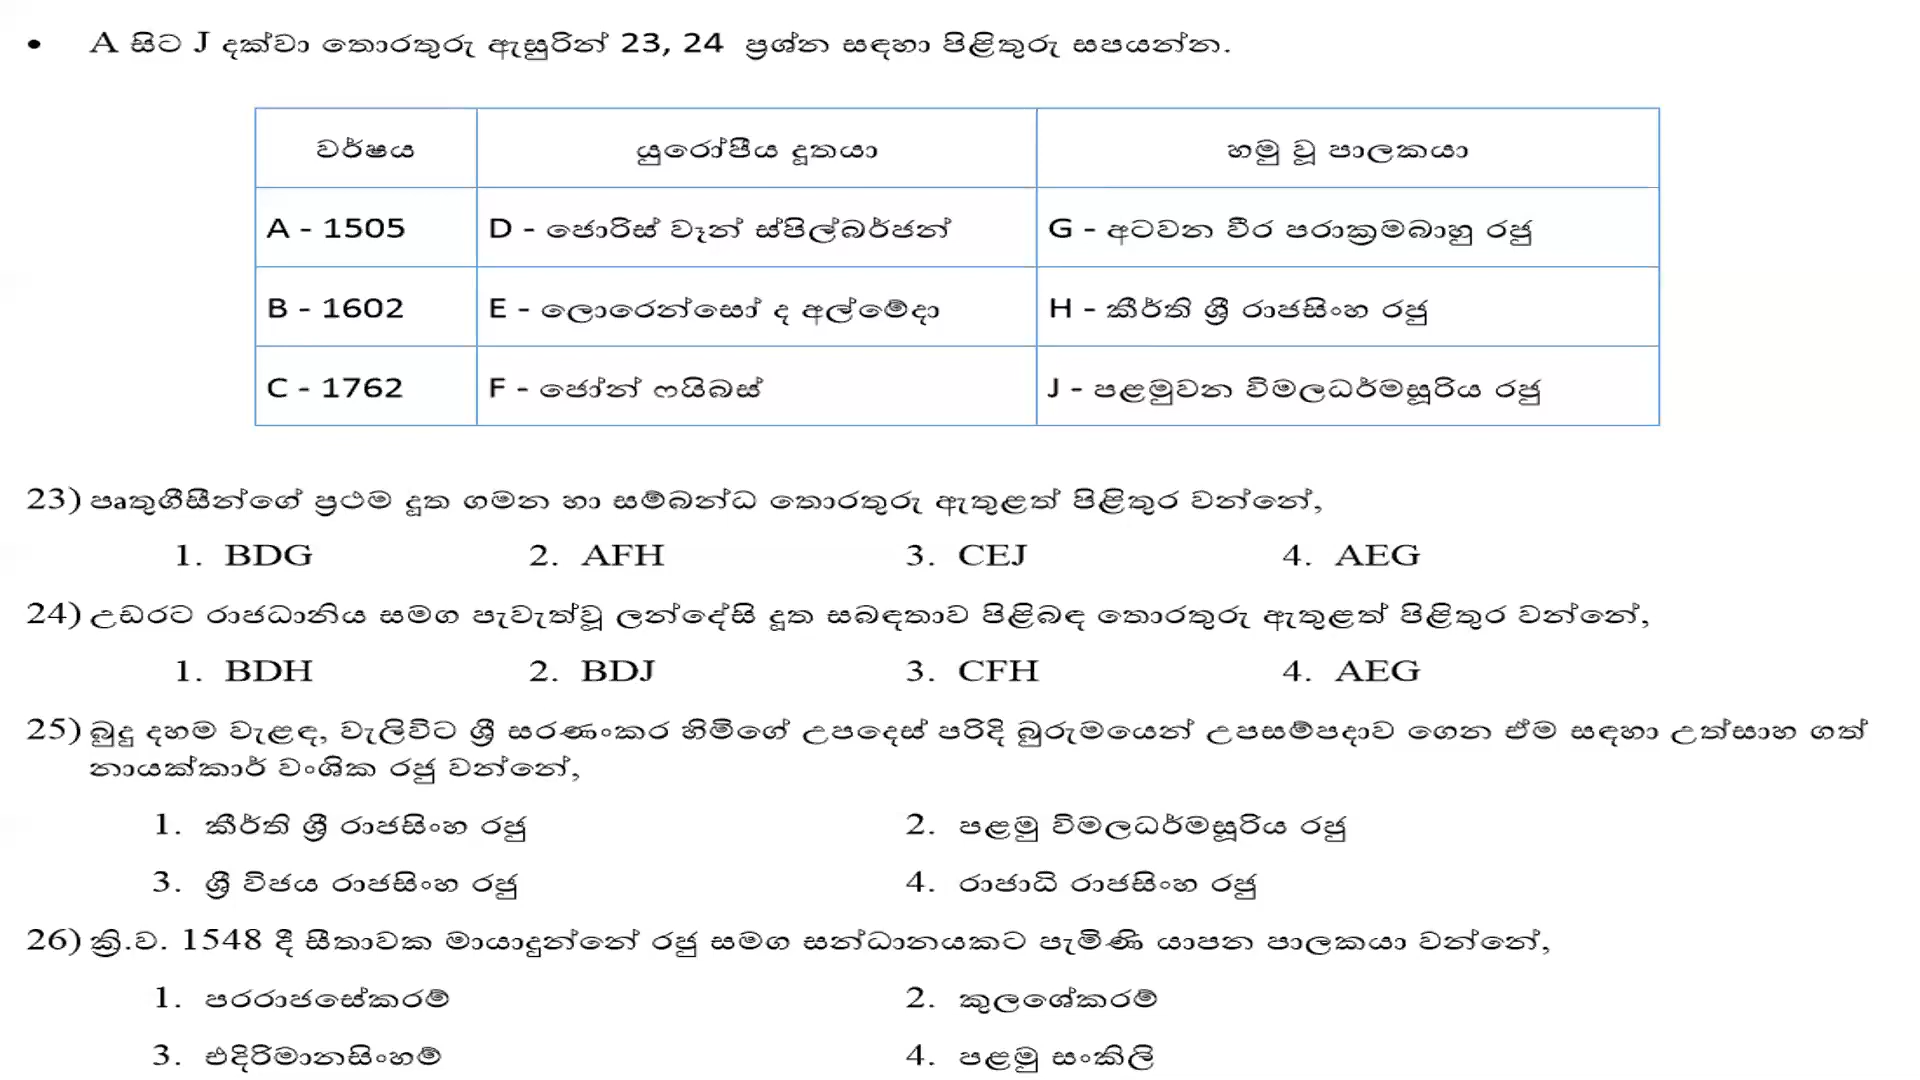 • A සිට J දක්වා තොරතුරු ඇසුරින් 23, 24 ප්‍රශ්න සඳහා පිළිතුරු සපයන්න.
වර්ෂය යුරෝපීය දූතයා හමු වූ පාලකයා
A - 1505 D - ජොරිස් වෑන් ස්පිල්බර්ජන් G - අටවන වීර පරාක්‍රමබාහු රජු
B - 1602 E - ලොරෙන්සෝ ද අල්මේදා H - කීර්ති ශ්‍රී රාජසිංහ රජු
C - 1762 F - ජෝන් ෆයිබස් J - පළමුවන විමලධර්මසූරිය රජු
23) පෘතුගීසීන්ගේ ප්‍රථම දූත ගමන හා සම්බන්ධ තොරතුරු ඇතුළත් පිළිතුර වන්නේ,
1. BDG 2. AFH 3. CEJ 4. AEG
24) උඩරට රාජධානිය සමග පැවැත්වූ ලන්දේසි දූත සබඳතාව පිළිබඳ තොරතුරු ඇතුළත් පිළිතුර වන්නේ,
1. BDH 2. BDJ 3. CFH 4. AEG
25) බුදු දහම වැළඳ, වැලිවිට ශ්‍රී සරණංකර හිමිගේ උපදෙස් පරිදි බුරුමයෙන් උපසම්පදාව ගෙන ඒම සඳහා උත්සාහ ගත්
නායක්කාර් වංශික රජු වන්නේ,
1. කීර්ති ශ්‍රී රාජසිංහ රජු 2. පළමු විමලධර්මසූරිය රජු
3. ශ්‍රී විජය රාජසිංහ රජු 4. රාජාධි රාජසිංහ රජු
26) ක්‍රි.ව. 1548 දී සීතාවක මායාදුන්නේ රජු සමග සන්ධානයකට පැමිණි යාපන පාලකයා වන්නේ,
1. පරරාජසේකරම් 2. කුලශේකරම්
3. එදිරිමානසිංහම් 4. පළමු සංකිලි